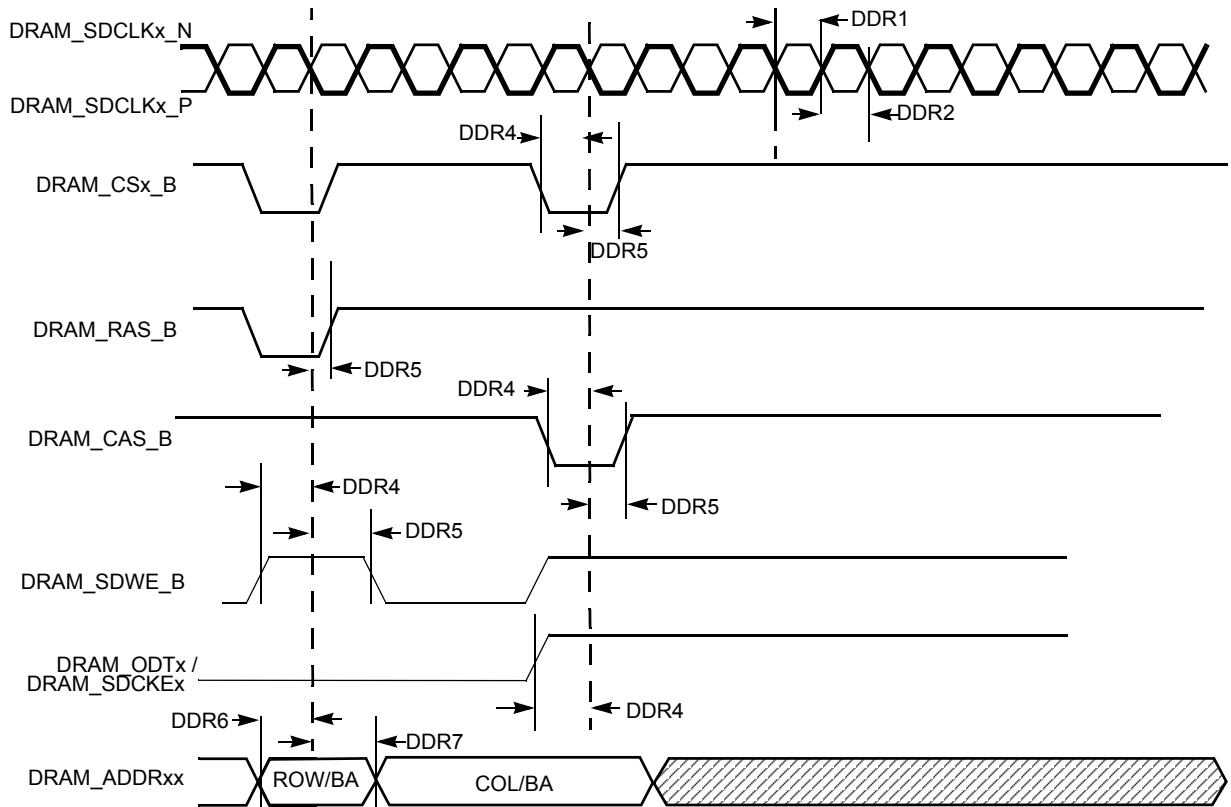 DRAM_SDCLKx_N
DDR1
DRAM_SDCLKx_P
DDR2
DDR4
DRAM_CSx_B
DDR5
DRAM_RAS_B
DDR5
DDR4
DRAM_CAS_B
DDR4
DDR5
DDR5
DRAM_SDWE_B
DRAM_ODTx /
DRAM_SDCKEx
DDR6
DDR4
DDR7
DRAM_ADDRxx
ROW/BA
COL/BA